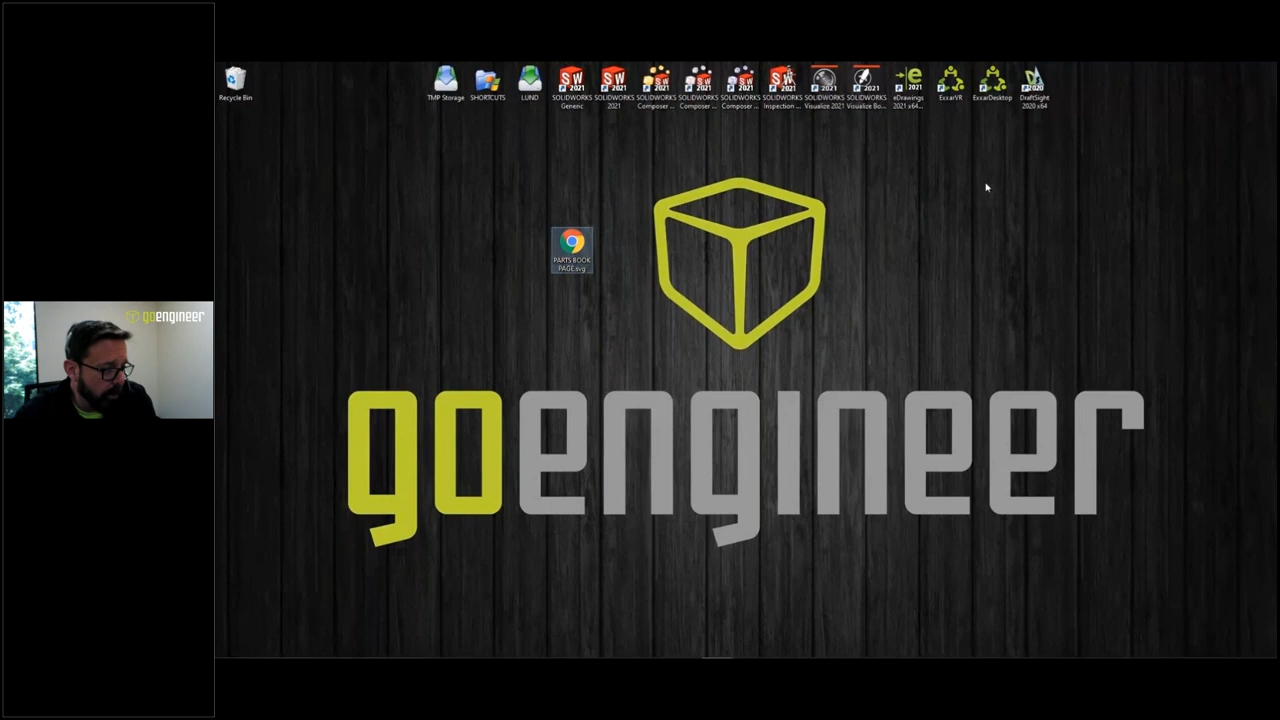 Recycle Bin
TMP Storage
SHORTCUTS
LUND
SOLIDWORKS
Generic
SOLIDWORKS
2021
SOLIDWORKS
Composer ...
SOLIDWORKS
Composer ...
SOLIDWORKS
Composer ...
SOLIDWORKS
Inspection ...
SOLIDWORKS
Visualize 2021
SOLIDWORKS
Visualize Bo...
eDrawings
2021 x64...
ExxarVR
ExxarDesktop
DraftSight
2020 x64
PARTS BOOK
PAGE.svg
goengineer
goengineer